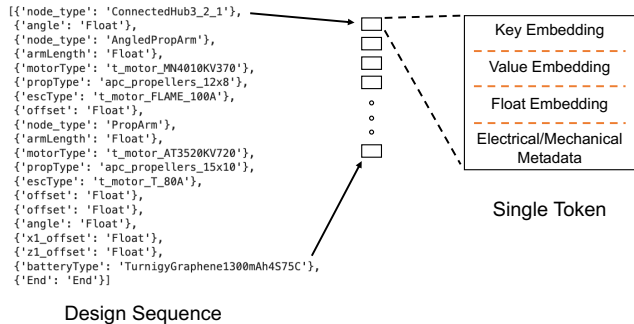 [{'node_type': 'ConnectedHub3_2_1'},
{'angle': 'Float'},
{'node_type': 'AngledPropArm'},
{'armLength': 'Float'},
{'motorType': 't_motor_MN4010KV370'},
{'propType': 'apc_propellers_12x8'},
{'escType': 't_motor_FLAME_100A'},
{'offset': 'Float'},
{'node_type': 'PropArm'},
{'armLength': 'Float'},
{'motorType': 't_motor_AT3520KV720'},
{'propType': 'apc_propellers_15x10'},
{'escType': 't_motor_T_80A'},
{'offset': 'Float'},
{'offset': 'Float'},
{'angle': 'Float'},
{'x1_offset': 'Float'},
{'z1_offset': 'Float'},
{'batteryType': 'TurnigyGraphene1300mAh4S75C'},
{'End': 'End'}]
Design Sequence
Key Embedding
Value Embedding
Float Embedding
Electrical/Mechanical
Metadata
Single Token